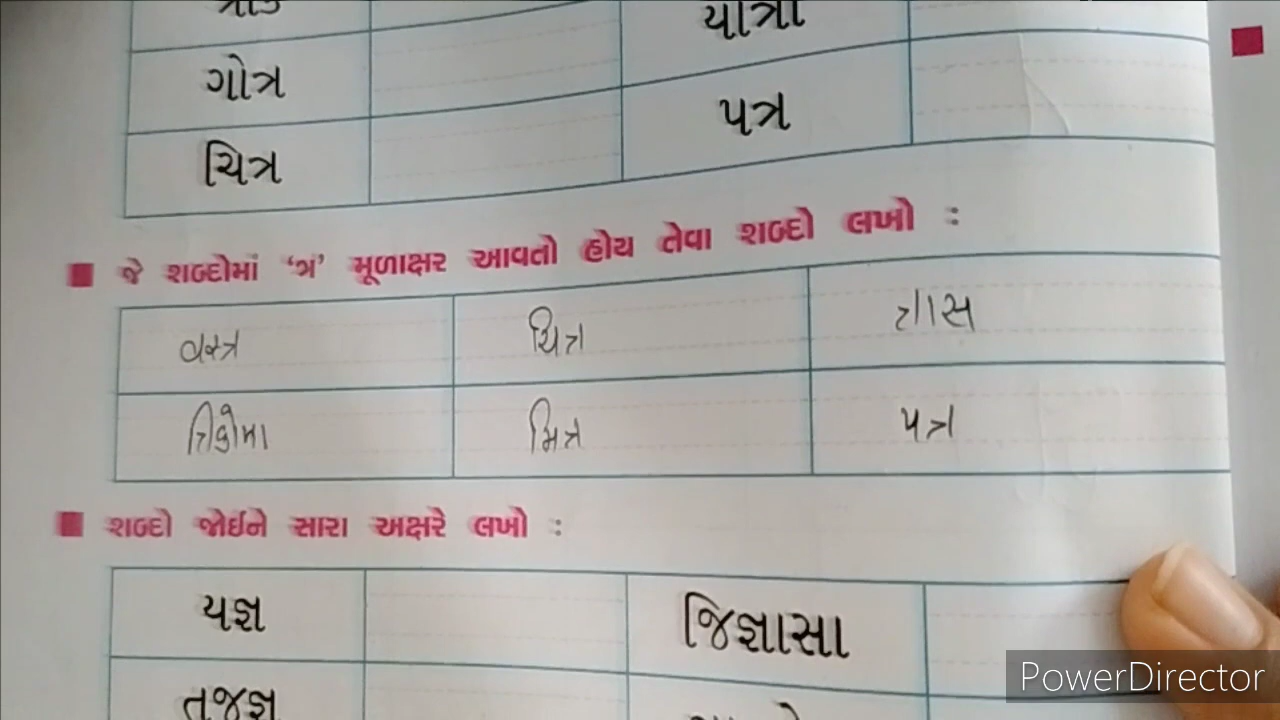 યાત્રા
ગોત્ર પત્ર
ચિત્ર
જે શબ્દોમાં ‘ત્ર’ મૂળાક્ષર આવતો હોય તેવા શબ્દો લખો :
વસ્ત્ર ચિત્ર ત્રાસ
મિત્ર પત્ર
શબ્દો જોઈને સારા અક્ષરે લખો :
યજ્ઞ જિજ્ઞાસા
તજજ્ઞ
PowerDirector